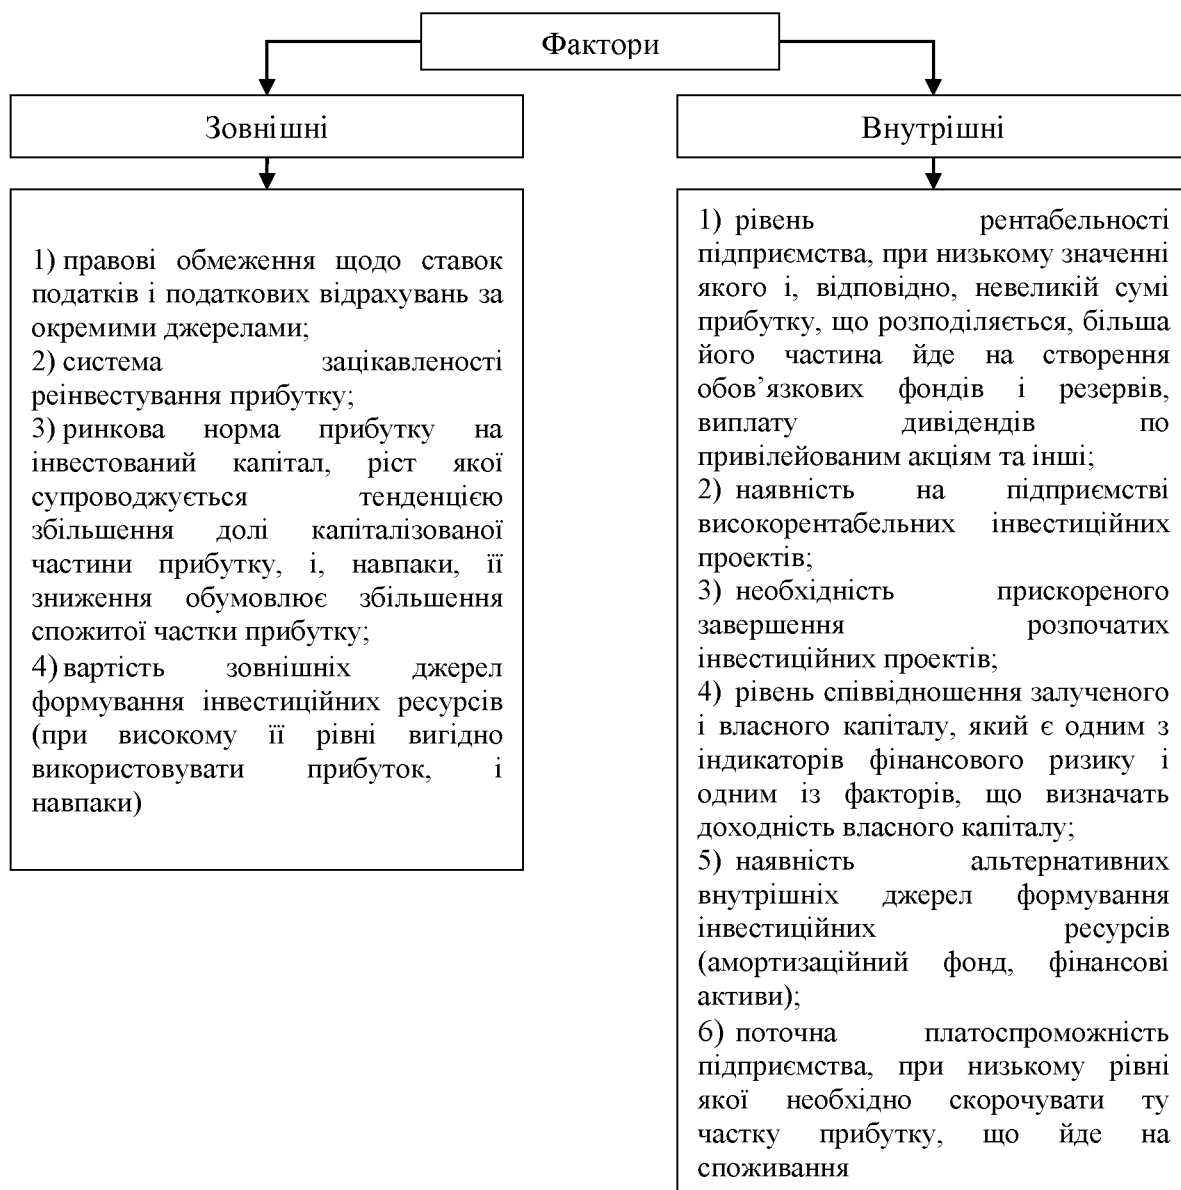 Фактори
Зовнішні
Внутрішні
1) правові обмеження щодо ставок
податків і податкових відрахувань за
окремими джерелами;
2) система зацікавленості
реінвестування прибутку;
3) ринкова норма прибутку на
інвестований капітал, ріст якої
супроводжується тенденцією
збільшення долі капіталізованої
частини прибутку, і, навпаки, її
зниження обумовлює збільшення
спожитої частки прибутку;
4) вартість зовнішніх джерел
формування інвестиційних ресурсів
(при високому її рівні вигідно
використовувати прибуток, і
навпаки)
1) рівень рентабельності
підприємства, при низькому значенні
якого і, відповідно, невеликій сумі
прибутку, що розподіляється, більша
його частина йде на створення
обов’язкових фондів і резервів,
виплату дивідендів по
привілейованим акціям та інші;
2) наявність на підприємстві
високорентабельних інвестиційних
проектів;
3) необхідність прискореного
завершення розпочатих
інвестиційних проектів;
4) рівень співвідношення залученого
і власного капіталу, який є одним з
індикаторів фінансового ризику і
одним із факторів, що визначать
доходність власного капіталу;
5) наявність альтернативних
внутрішніх джерел формування
інвестиційних ресурсів
(амортизаційний фонд, фінансові
активи);
6) поточна платоспроможність
підприємства, при низькому рівні
якої необхідно скорочувати ту
частку прибутку, що йде на
споживання